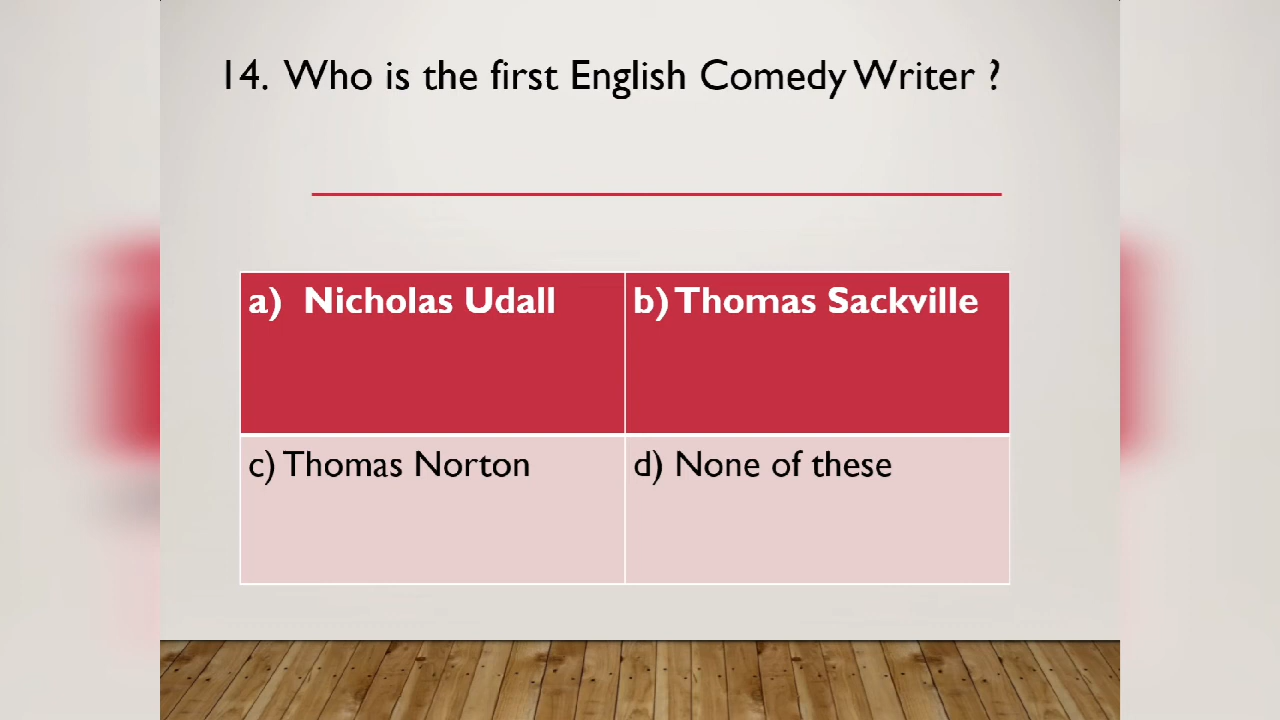 14. Who is the first English Comedy Writer ?
a) Nicholas Udall
b) Thomas Sackville
c) Thomas Norton
d) None of these